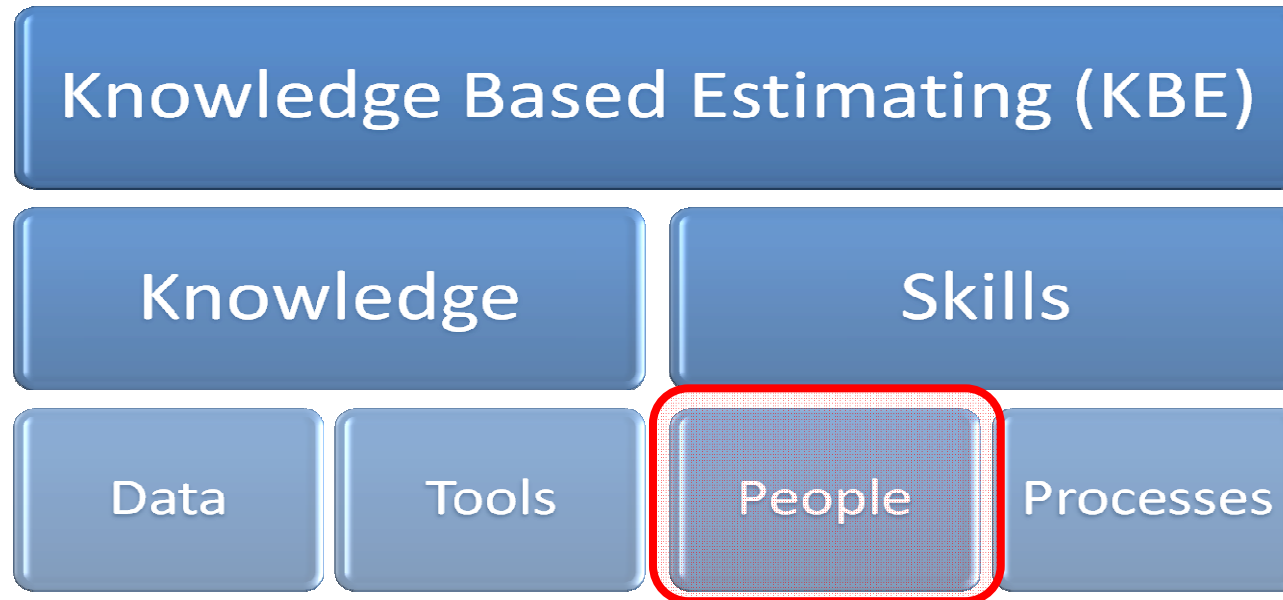 Knowledge Based Estimating (KBE)
Knowledge
Skills
Data
Tools
People
Processes